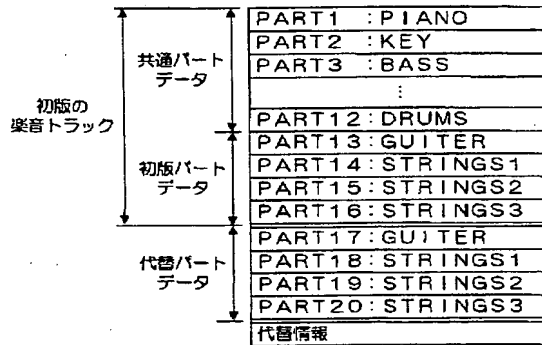 初版の
楽音トラック
共通パート
データ
初版パート
データ
代替パート
データ
PART1 :PIANO
PART2 :KEY
PART3 :BASS
⋮
PART12:DRUMS
PART13:GUITER
PART14:STRINGS1
PART15:STRINGS2
PART16:STRINGS3
PART17:GUITER
PART18:STRINGS1
PART19:STRINGS2
PART20:STRINGS3
代替情報